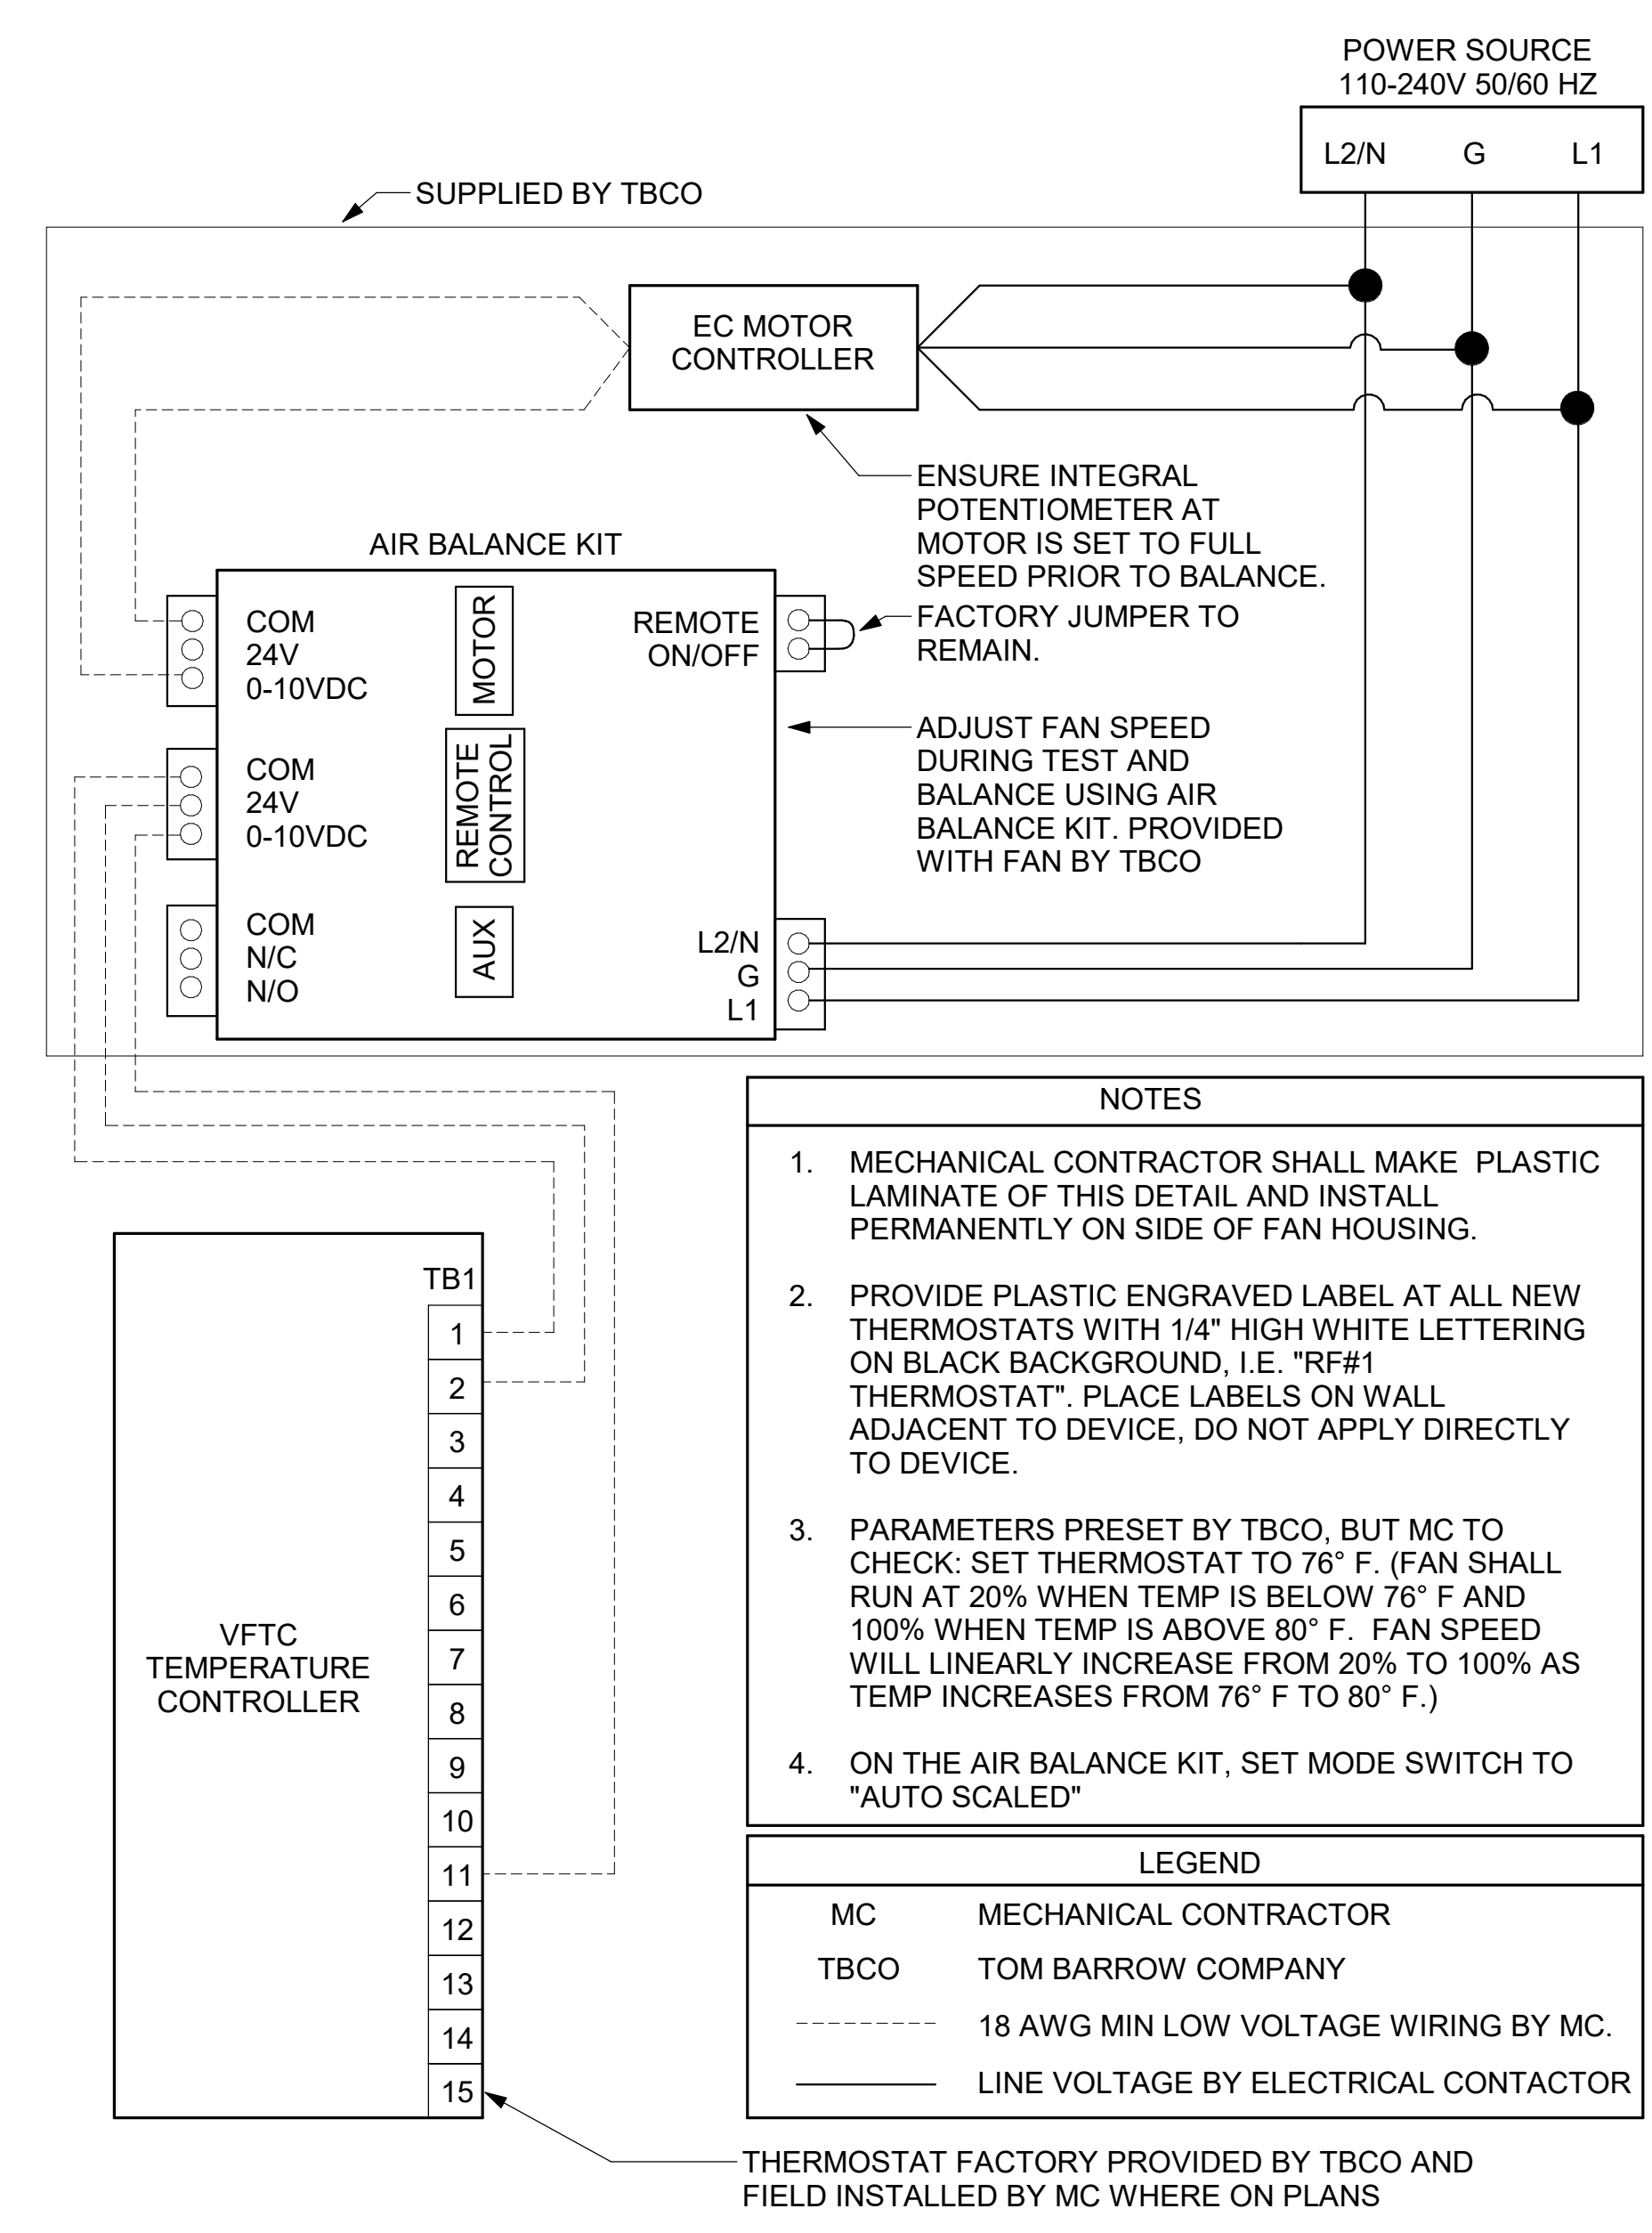 POWER SOURCE
110-240V 50/60 HZ
L2/N G L1
SUPPLIED BY TBCO
EC MOTOR
CONTROLLER
ENSURE INTEGRAL
POTENTIOMETER AT
MOTOR IS SET TO FULL
SPEED PRIOR TO BALANCE.
FACTORY JUMPER TO
REMAIN.
AIR BALANCE KIT
COM
24V
0-10VDC
MOTOR
REMOTE
ON/OFF
COM
24V
0-10VDC
REMOTE
CONTROL
ADJUST FAN SPEED
DURING TEST AND
BALANCE USING AIR
BALANCE KIT. PROVIDED
WITH FAN BY TBCO
COM
N/C
N/O
AUX
L2/N
G
L1
NOTES
1. MECHANICAL CONTRACTOR SHALL MAKE PLASTIC
LAMINATE OF THIS DETAIL AND INSTALL
PERMANENTLY ON SIDE OF FAN HOUSING.
2. PROVIDE PLASTIC ENGRAVED LABEL AT ALL NEW
THERMOSTATS WITH 1/4" HIGH WHITE LETTERING
ON BLACK BACKGROUND, I.E. "RF#1
THERMOSTAT". PLACE LABELS ON WALL
ADJACENT TO DEVICE, DO NOT APPLY DIRECTLY
TO DEVICE.
3. PARAMETERS PRESET BY TBCO, BUT MC TO
CHECK: SET THERMOSTAT TO 76° F. (FAN SHALL
RUN AT 20% WHEN TEMP IS BELOW 76° F AND
100% WHEN TEMP IS ABOVE 80° F. FAN SPEED
WILL LINEARLY INCREASE FROM 20% TO 100% AS
TEMP INCREASES FROM 76° F TO 80° F.)
4. ON THE AIR BALANCE KIT, SET MODE SWITCH TO
"AUTO SCALED"
VFTC
TEMPERATURE
CONTROLLER
TB1
1
2
3
4
5
6
7
8
9
10
11
12
13
14
15
LEGEND
MC MECHANICAL CONTRACTOR
TBCO TOM BARROW COMPANY
18 AWG MIN LOW VOLTAGE WIRING BY MC.
LINE VOLTAGE BY ELECTRICAL CONTACTOR
THERMOSTAT FACTORY PROVIDED BY TBCO AND
FIELD INSTALLED BY MC WHERE ON PLANS